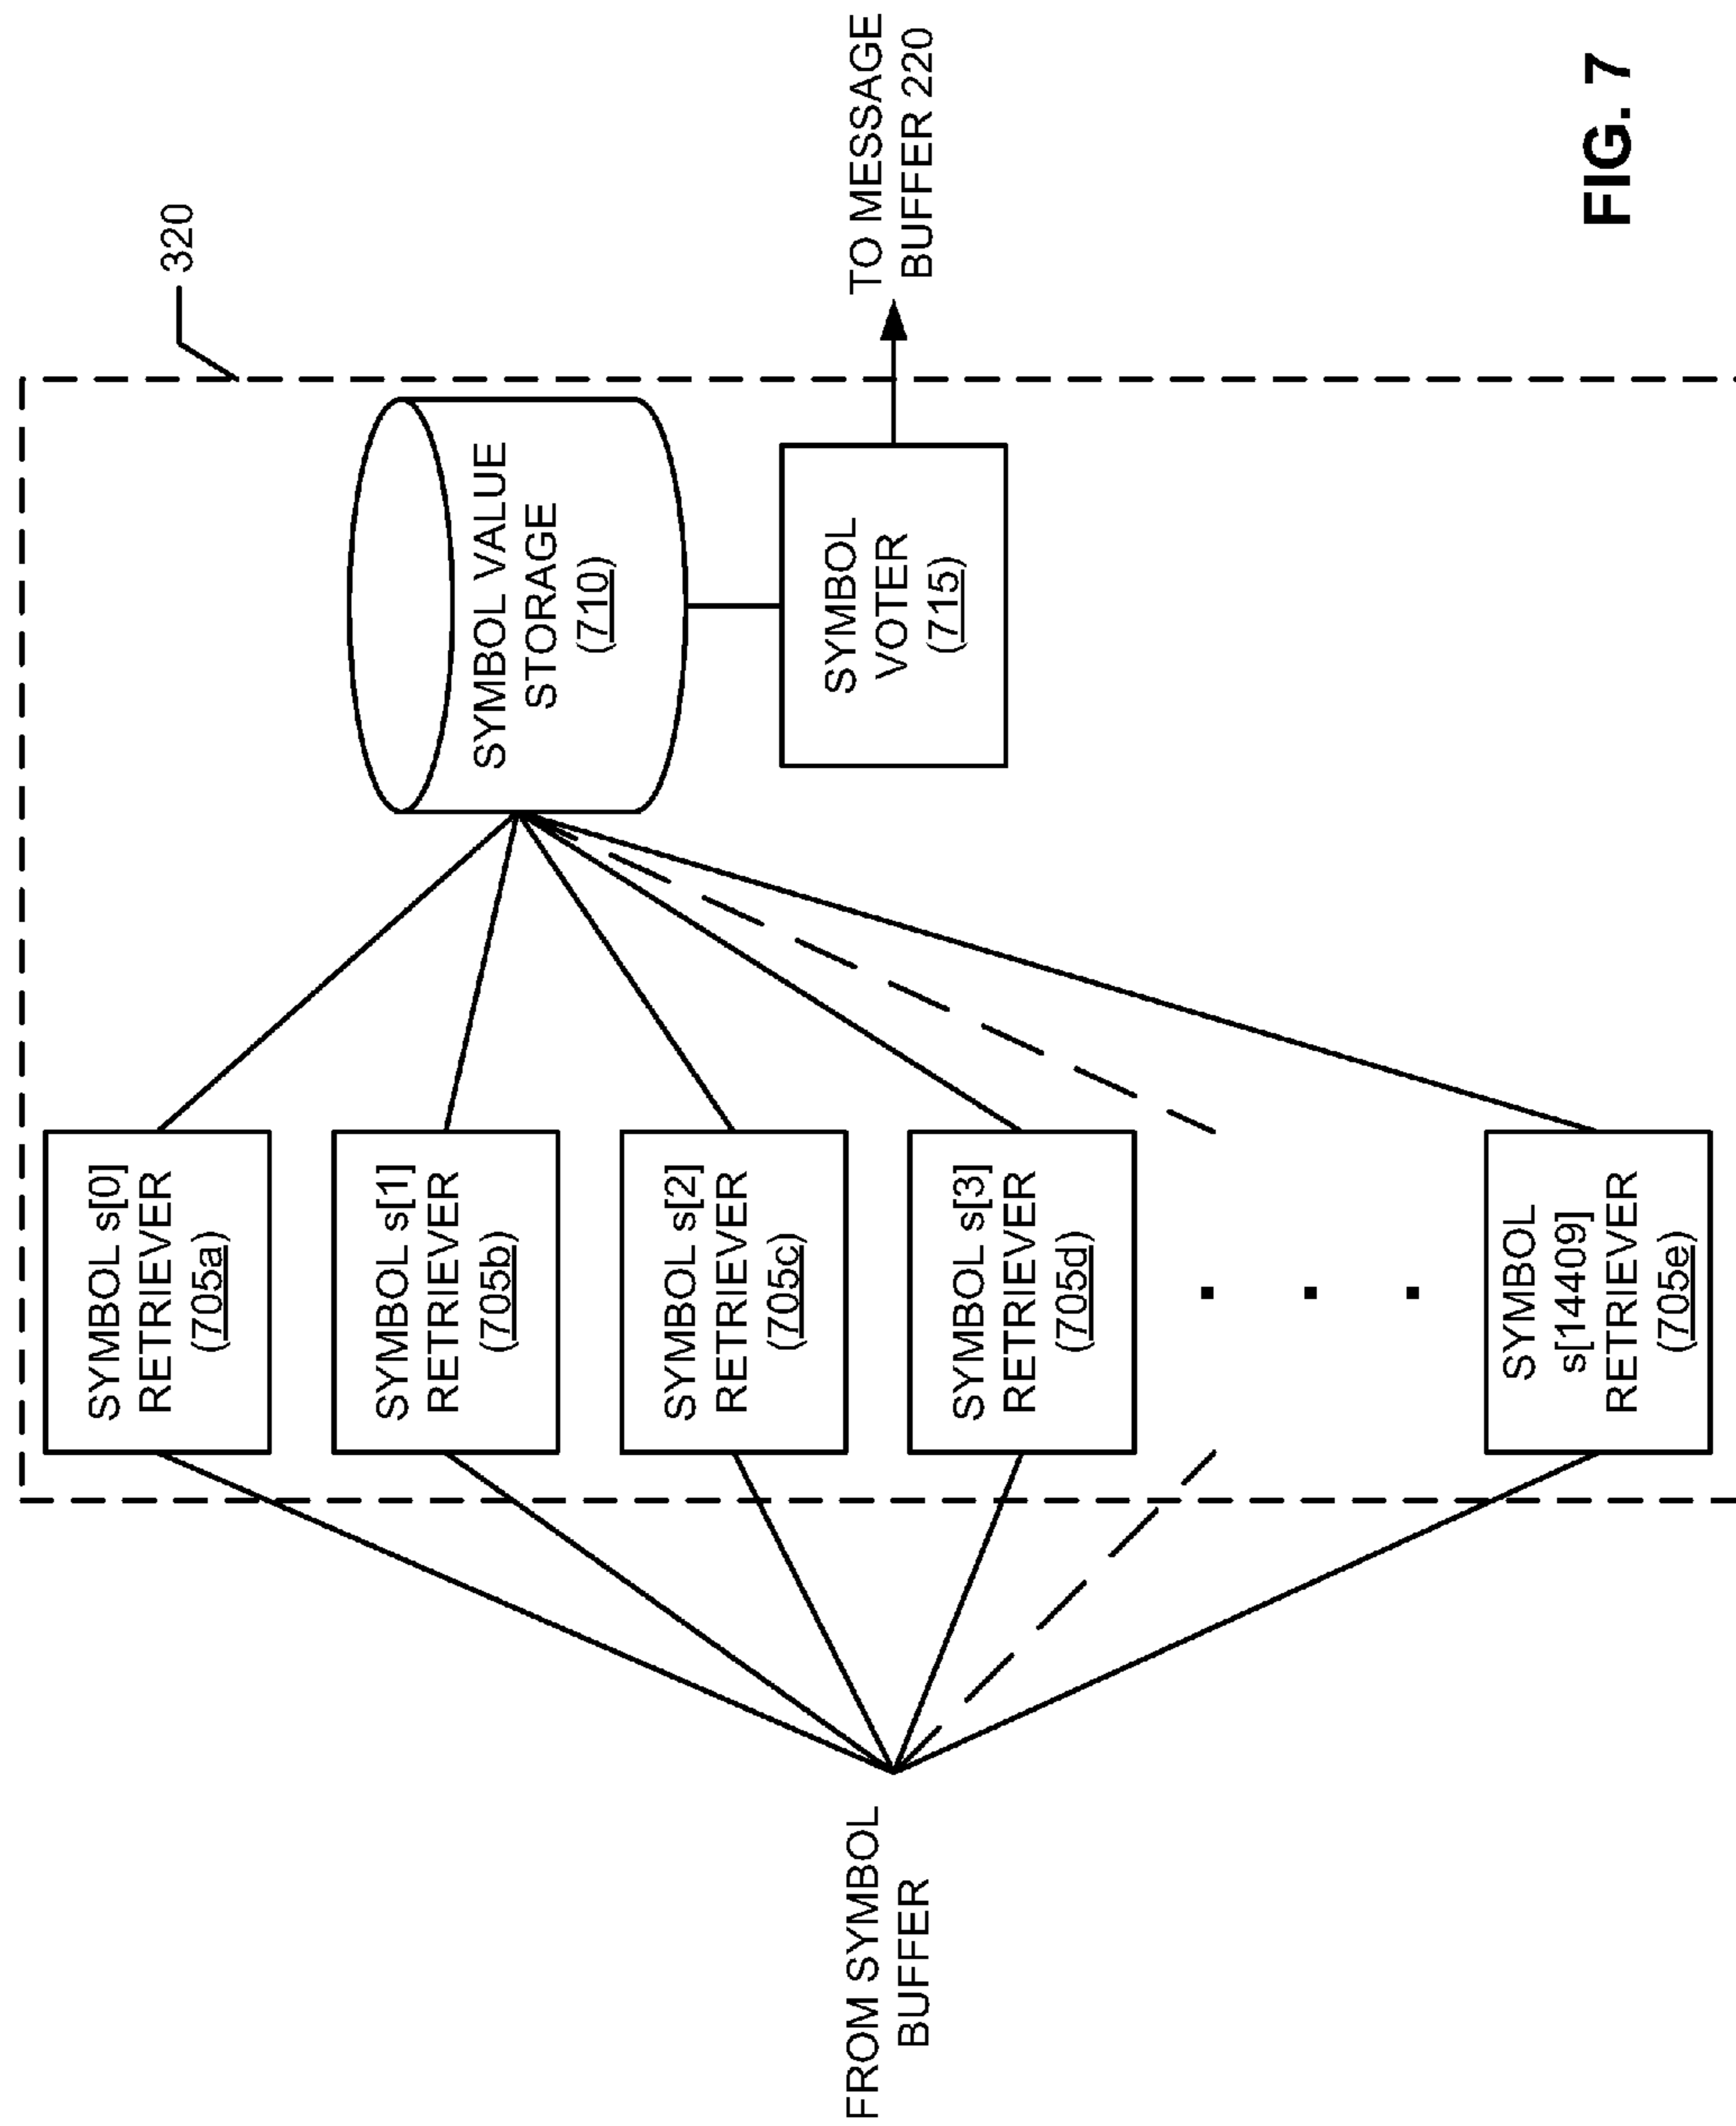 320
FROM SYMBOL
BUFFER
SYMBOL s[0]
RETRIEVER
(705a)
SYMBOL s[1]
RETRIEVER
(705b)
SYMBOL s[2]
RETRIEVER
(705c)
SYMBOL s[3]
RETRIEVER
(705d)
. . .
SYMBOL
s[14409]
RETRIEVER
(705e)
SYMBOL VALUE
STORAGE
(710)
SYMBOL
VOTER
(715)
TO MESSAGE
BUFFER 220
FIG. 7